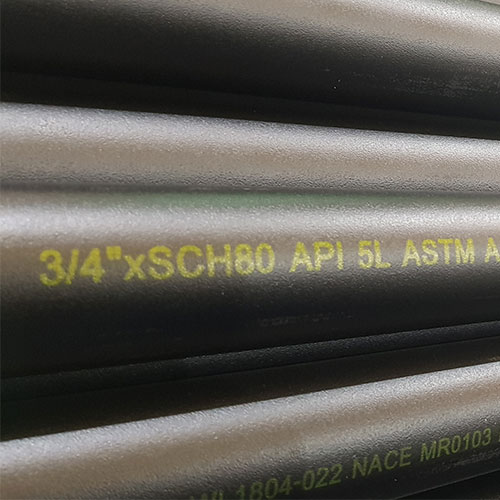 3/4"xSCH80 API 5L ASTM A
1804-022 NACE MR0103